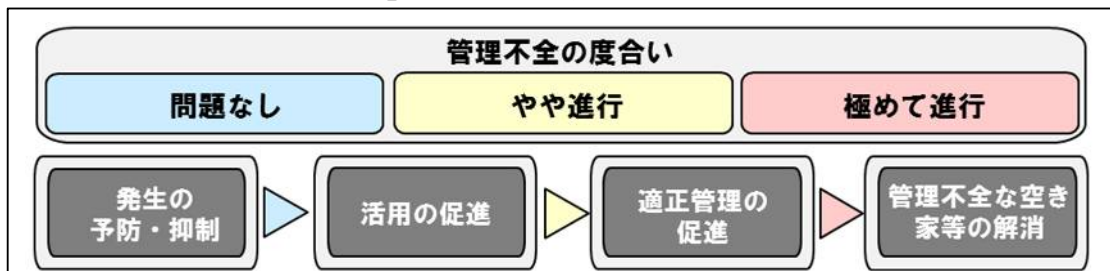 管理不全の度合い
問題なし
やや進行
極めて進行
発生の
予防・抑制
活用の促進
適正管理の
促進
管理不全な空き
家等の解消